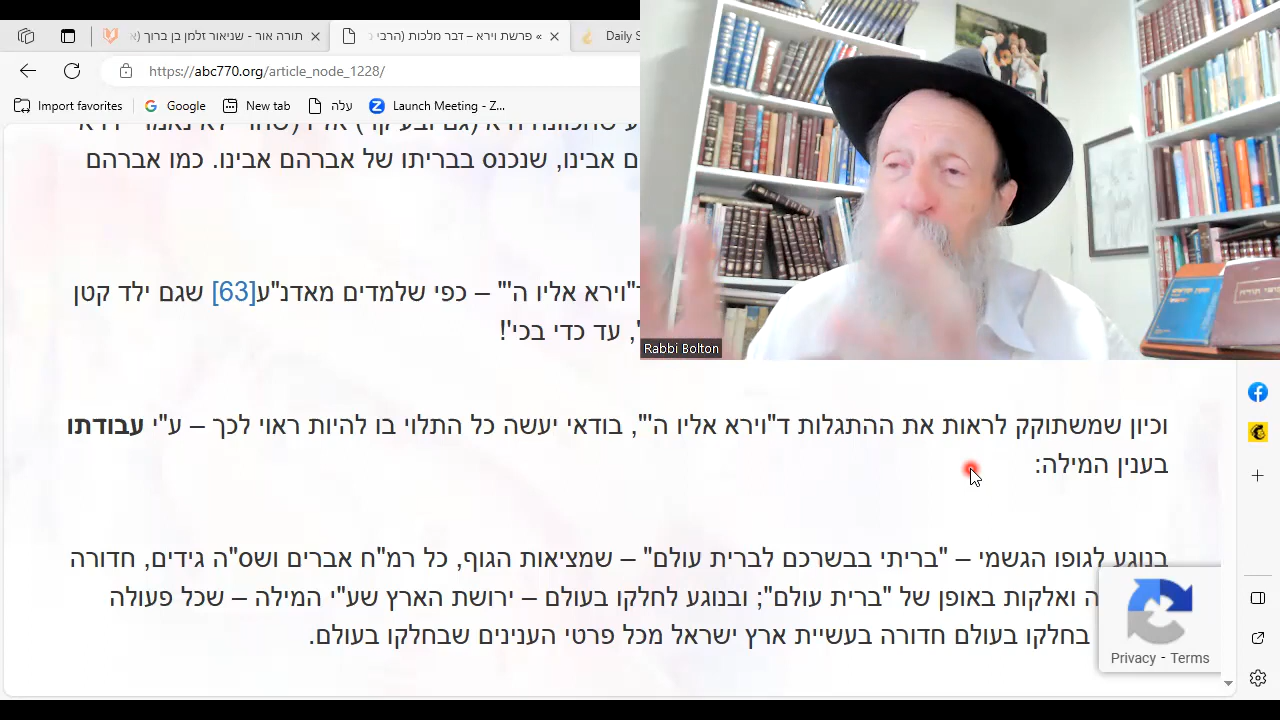 תורה אור - שניאור זלמן בן ברוך (א
» פרשת וירא – דבר מלכות (הרבי נ
Daily S
https://abc770.org/article_node_1228/
Import favorites
Google
New tab
עלה
Launch Meeting - Z...
ם אבינו, שנכנס בבריתו של אברהם אבינו. כמו אברהם
ד"וירא אליו ה'" – כפי שלמדים מאדנ"ע[63] שגם ילד קטן
', עד כדי בכי'!
Rabbi Bolton
וכיון שמשתוקק לראות את ההתגלות ד"וירא אליו ה'", בודאי יעשה כל התלוי בו להיות ראוי לכך – ע"י עבודתו
בענין המילה:
בנוגע לגופו הגשמי – "בריתי בבשרכם לברית עולם" – שמציאות הגוף, כל רמ"ח אברים ושס"ה גידים, חדורה
ה ואלקות באופן של "ברית עולם"; ובנוגע לחלקו בעולם – ירושת הארץ שע"י המילה – שכל פעולה
בחלקו בעולם חדורה בעשיית ארץ ישראל מכל פרטי הענינים שבחלקו בעולם.
Privacy - Terms